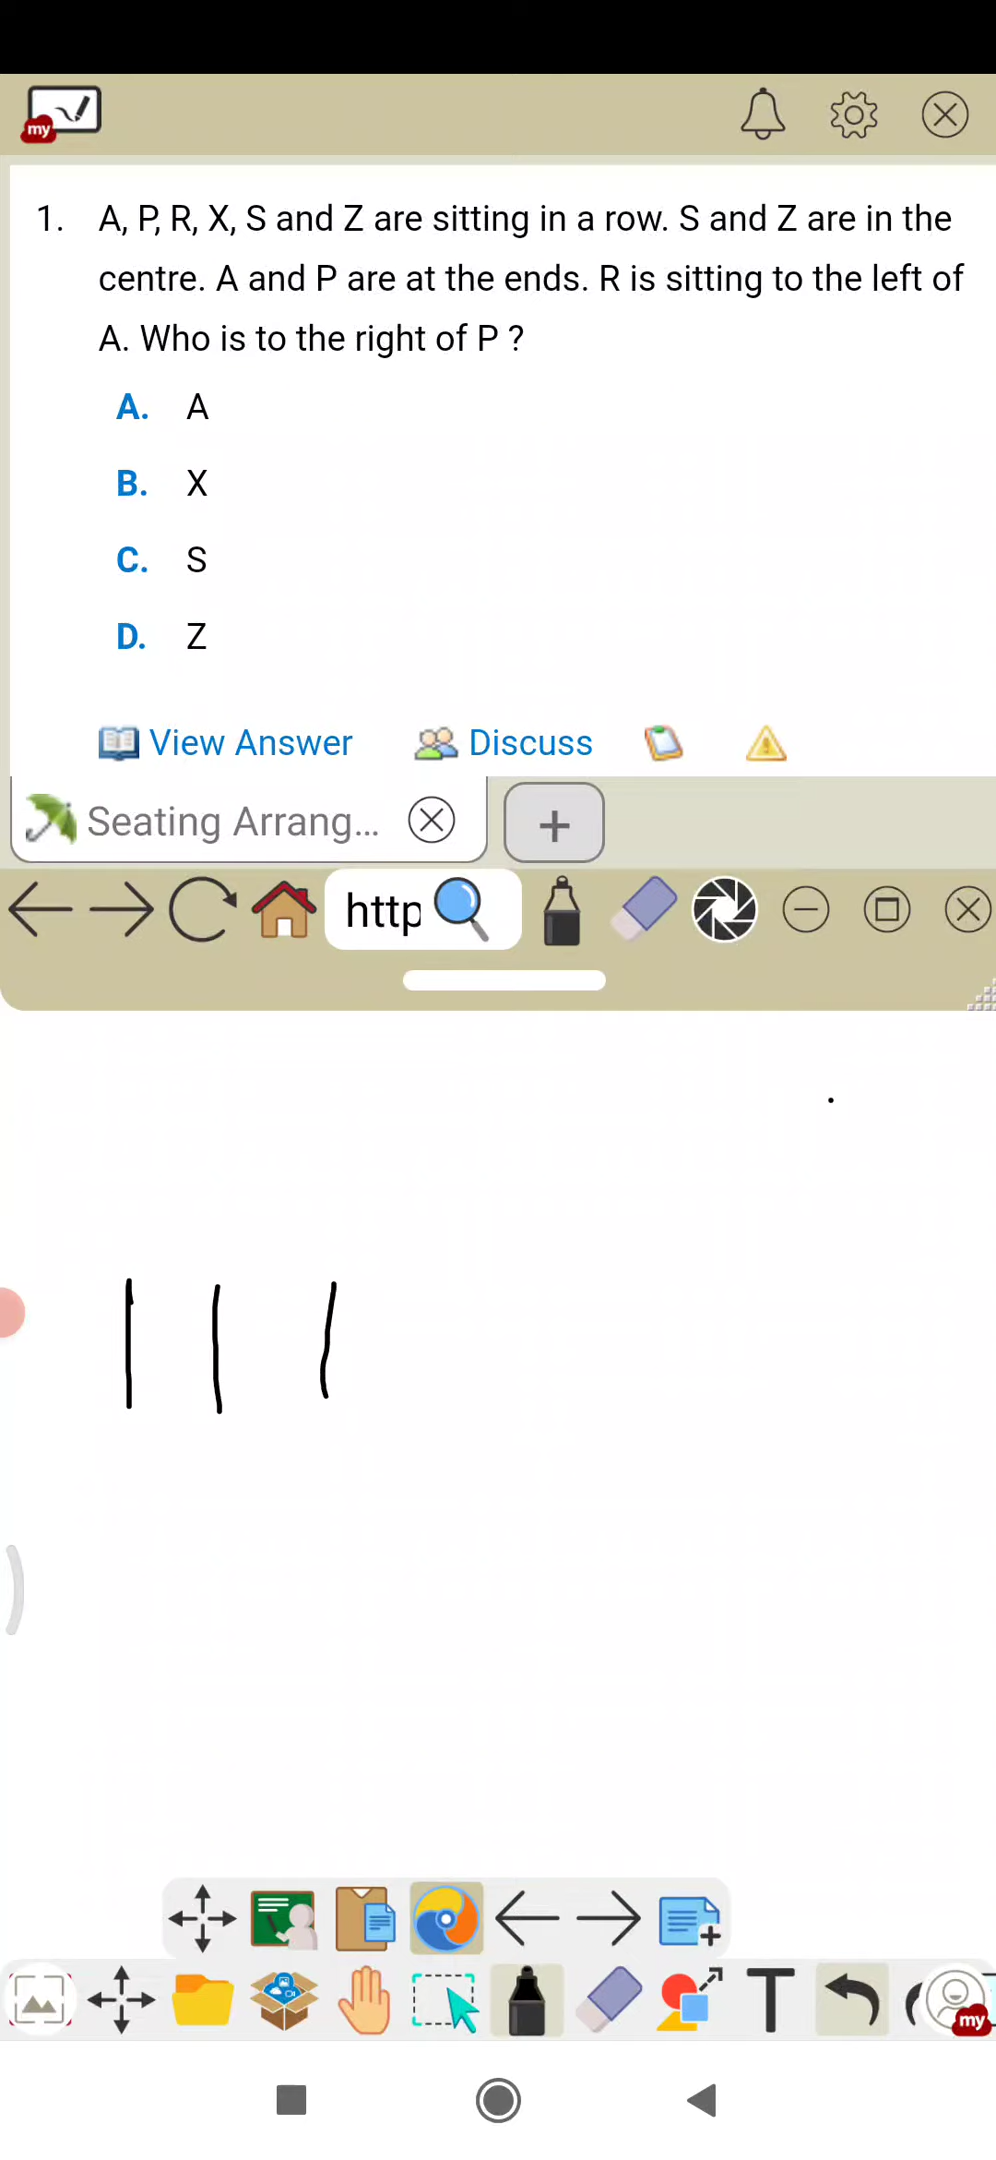 my
1. A, P, R, X, S and Z are sitting in a row. S and Z are in the
centre. A and P are at the ends. R is sitting to the left of
A. Who is to the right of P ?
A. A
B. X
C. S
D. Z
View Answer Discuss
Seating Arrang...
http
T
my